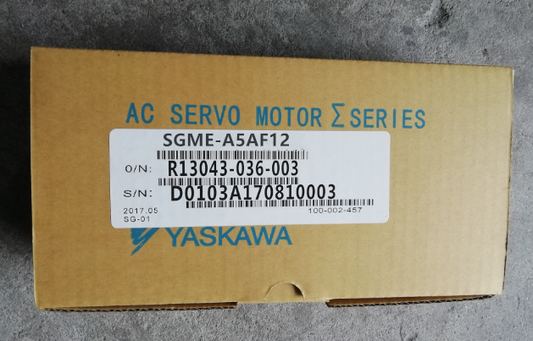 AC SERVO MOTOR Σ SERIES
SGME-A5AF12
O/N: R13043-036-003
S/N: D0103A170810003
2017.05 100-002-457
SG-01
YASKAWA